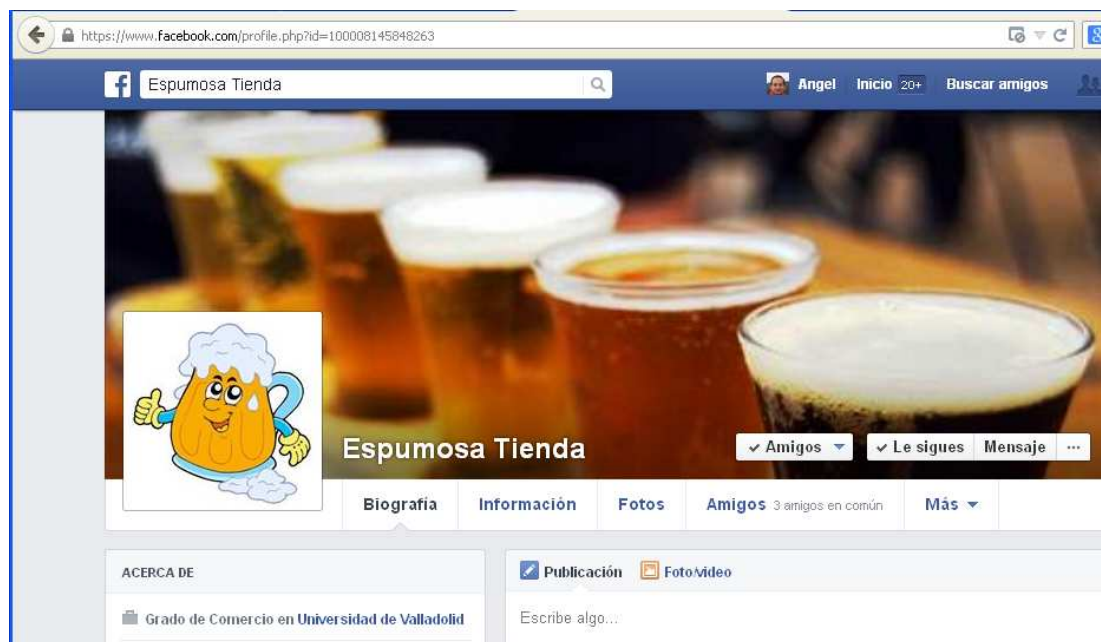 https://www.facebook.com/profile.php?id=100008145848263
Espumosa Tienda
Angel Inicio 20+ Buscar amigos
Espumosa Tienda
✔ Amigos ✔ Le sigues Mensaje ...
Biografía Información Fotos Amigos 3 amigos en común Más
ACERCA DE
Publicación Foto/vídeo
Grado de Comercio en Universidad de Valladolid
Escribe algo...